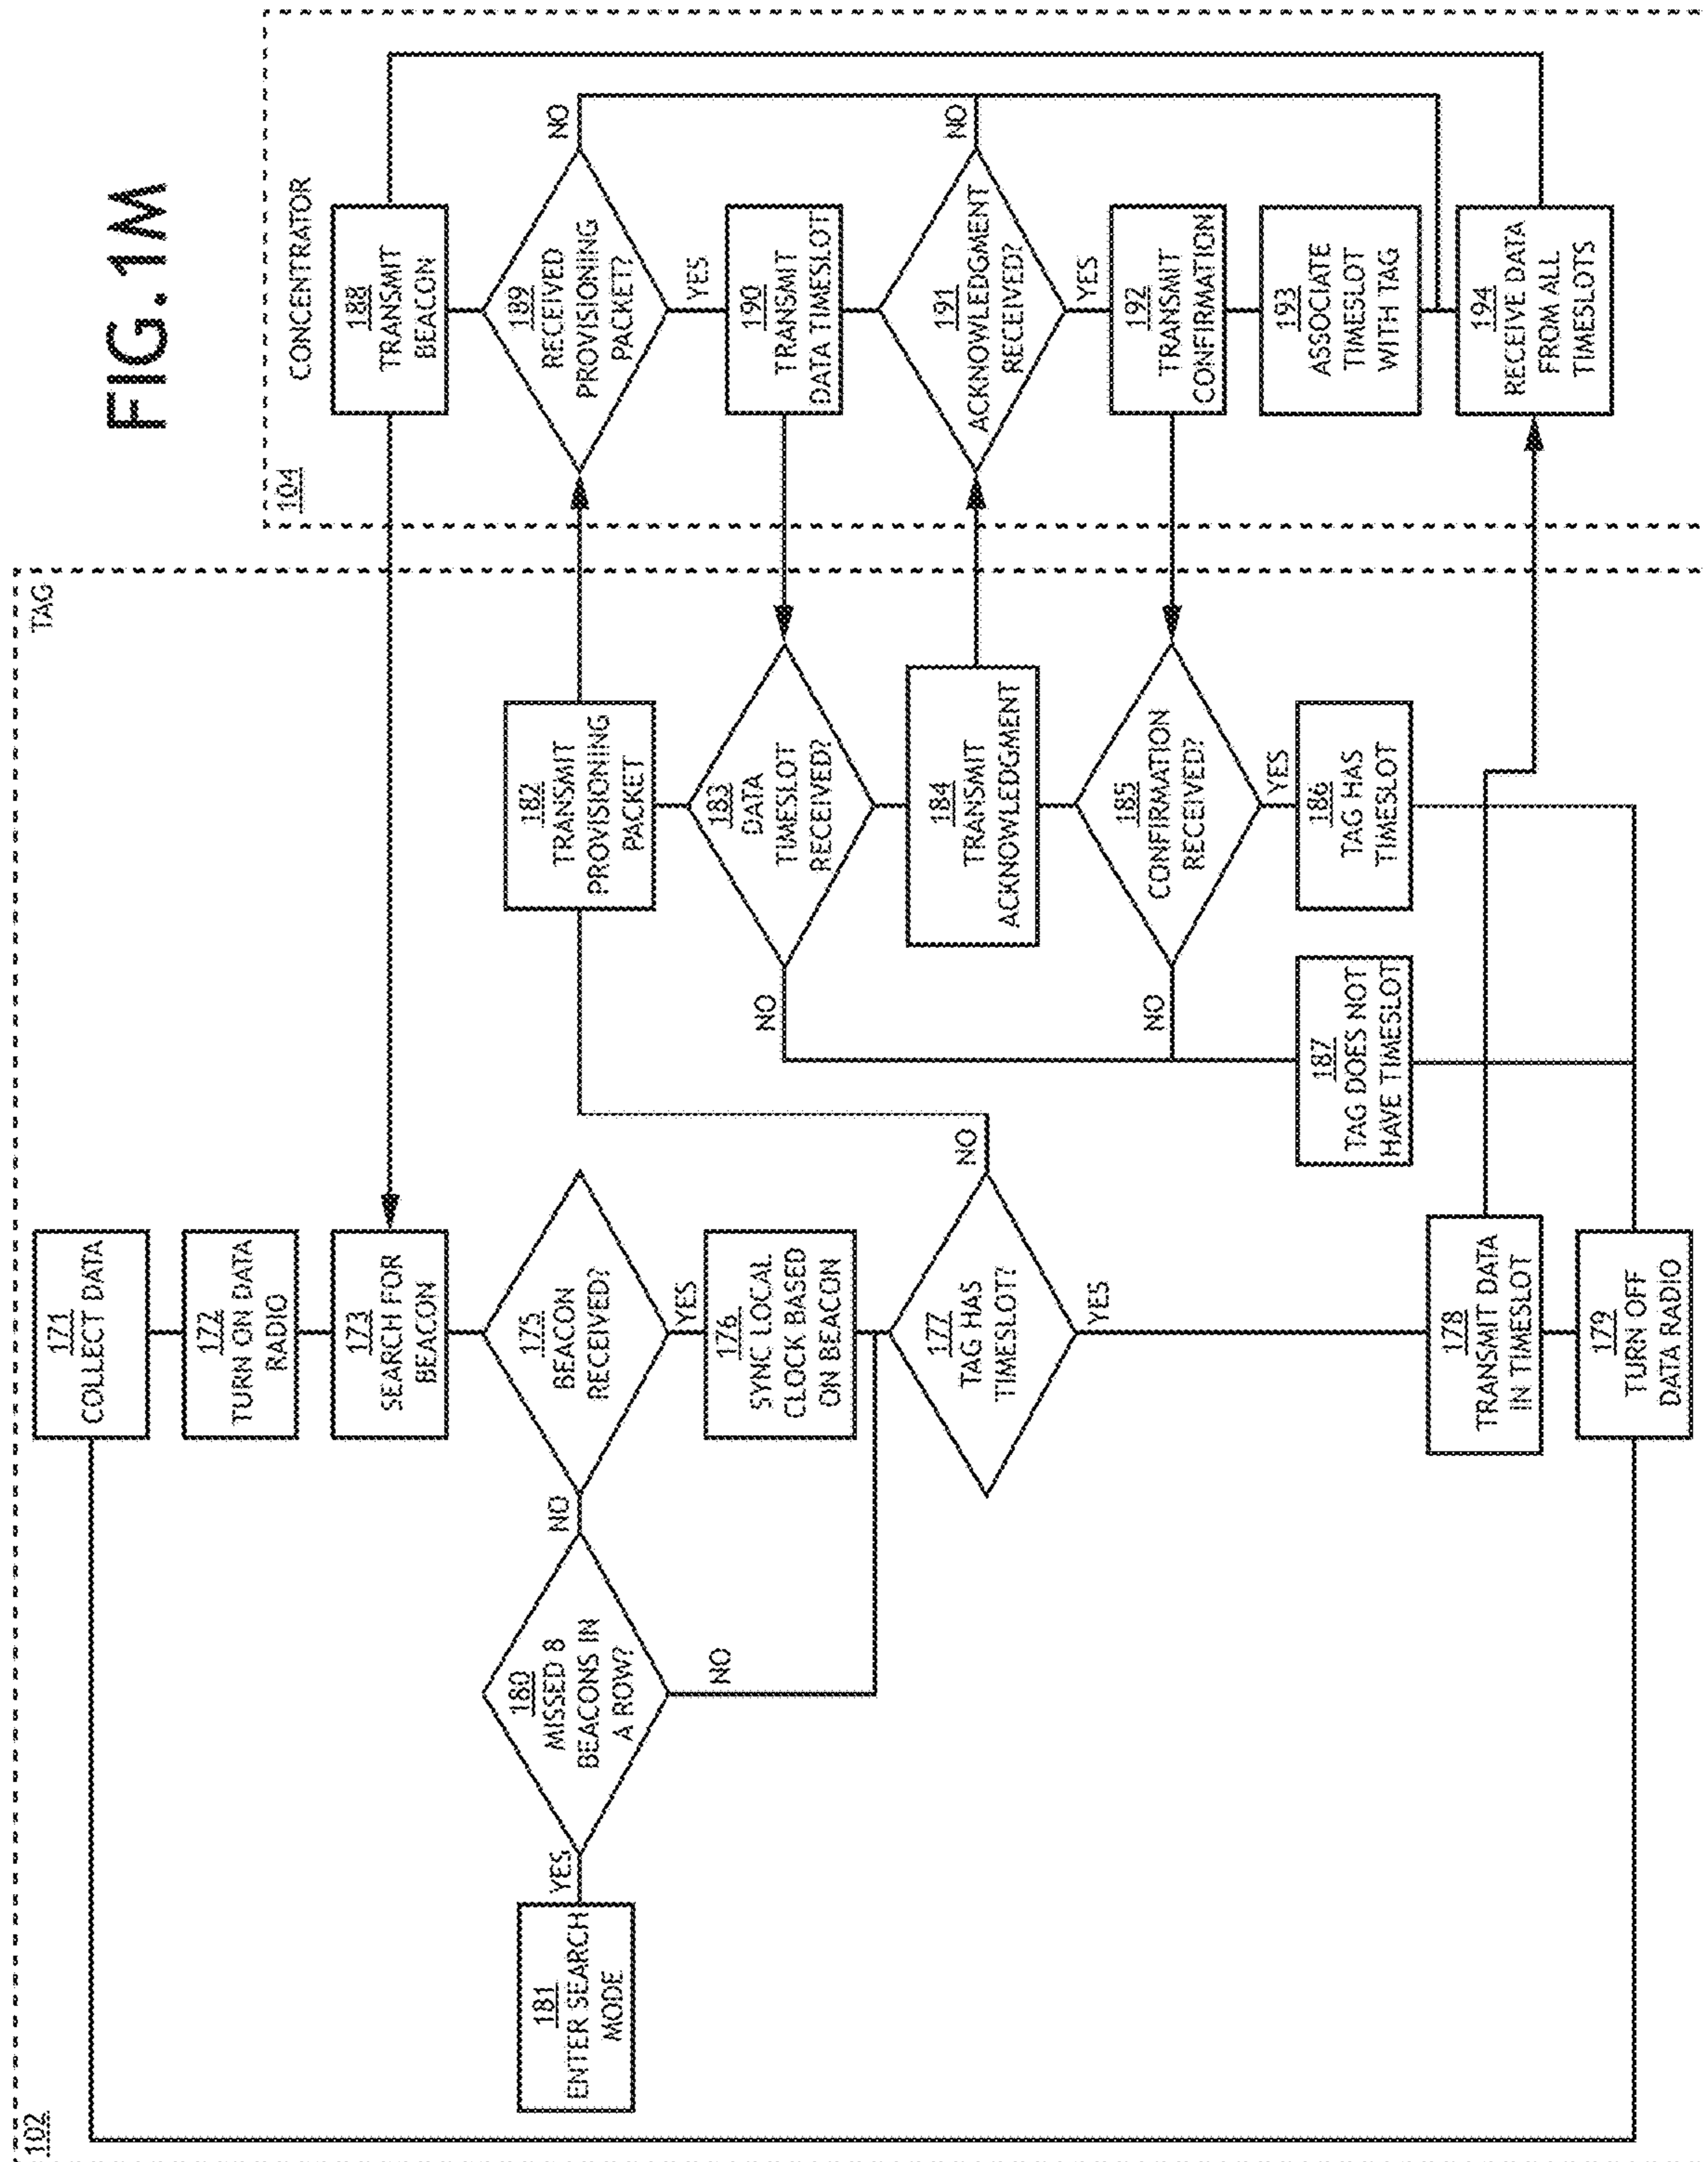 FIG. 1M
102
TAG
171
COLLECT DATA
172
TURN ON DATA
RADIO
173
SEARCH FOR
BEACON
175
BEACON
RECEIVED?
NO
YES
180
MISSED 8
BEACONS IN
A ROW?
YES
NO
181
ENTER SEARCH
MODE
176
SYNC LOCAL
CLOCK BASED
ON BEACON
177
TAG HAS
TIMESLOT?
NO
YES
178
TRANSMIT DATA
IN TIMESLOT
179
TURN OFF
DATA RADIO
182
TRANSMIT
PROVISIONING
PACKET
183
DATA
TIMESLOT
RECEIVED?
NO
184
TRANSMIT
ACKNOWLEDGMENT
185
CONFIRMATION
RECEIVED?
NO
YES
186
TAG HAS
TIMESLOT
187
TAG DOES NOT
HAVE TIMESLOT
104
CONCENTRATOR
188
TRANSMIT
BEACON
189
RECEIVED
PROVISIONING
PACKET?
NO
YES
190
TRANSMIT
DATA TIMESLOT
191
ACKNOWLEDGMENT
RECEIVED?
NO
YES
192
TRANSMIT
CONFIRMATION
193
ASSOCIATE
TIMESLOT
WITH TAG
194
RECEIVE DATA
FROM ALL
TIMESLOTS